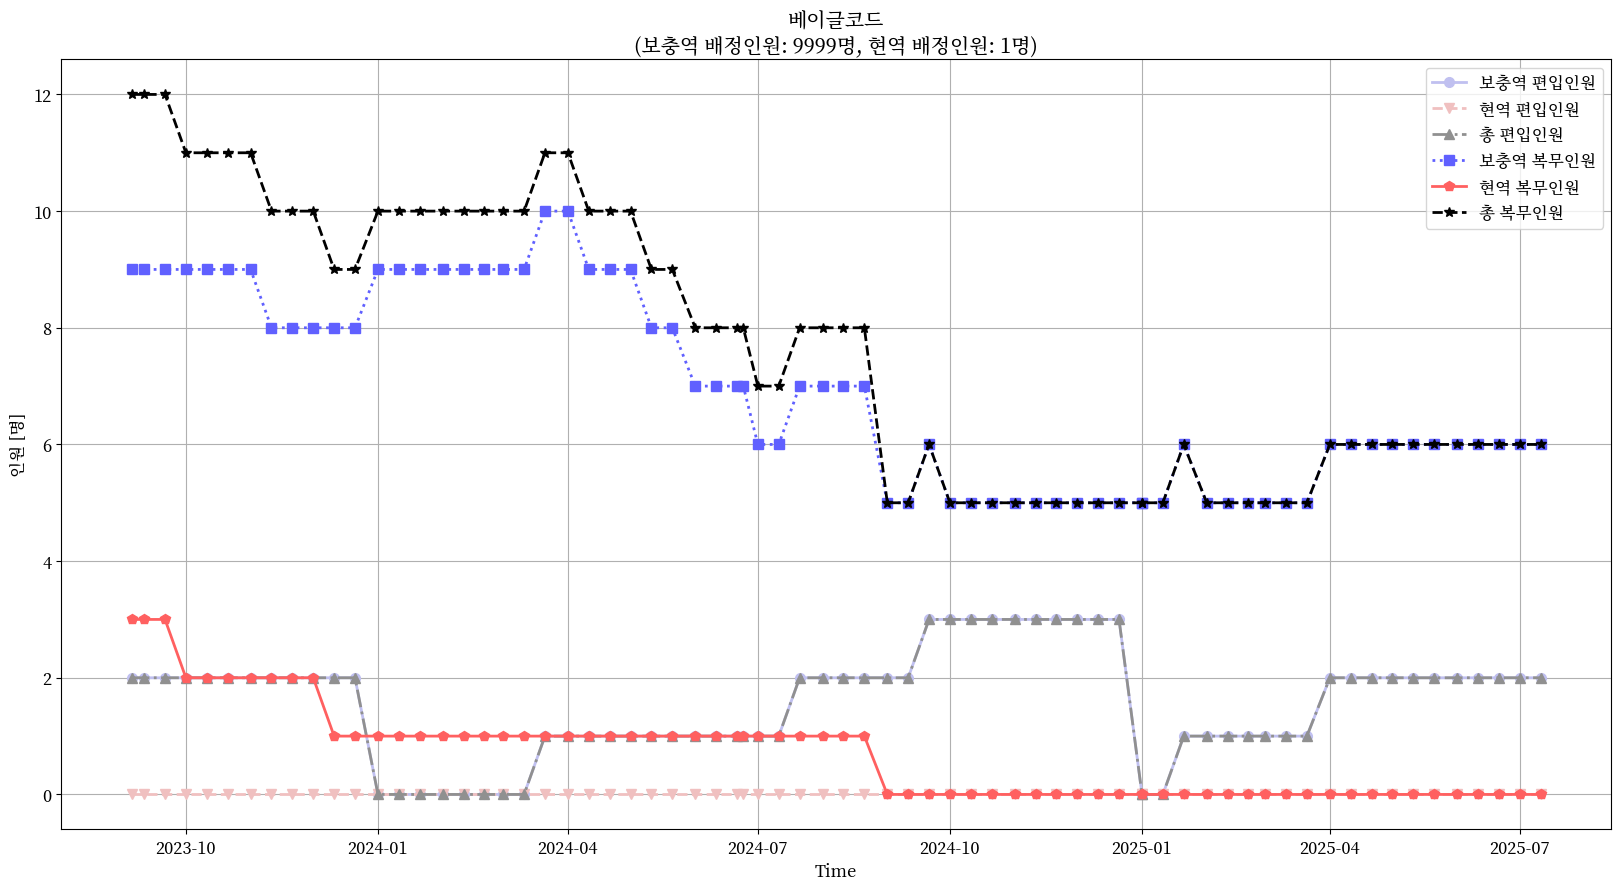 베이글코드
(보충역 배정인원: 9999명, 현역 배정인원: 1명)
보충역 편입인원
현역 편입인원
총 편입인원
보충역 복무인원
현역 복무인원
총 복무인원
인원 [명]
12
10
8
6
4
2
0
2023-10
2024-01
2024-04
2024-07
2024-10
2025-01
2025-04
2025-07
Time